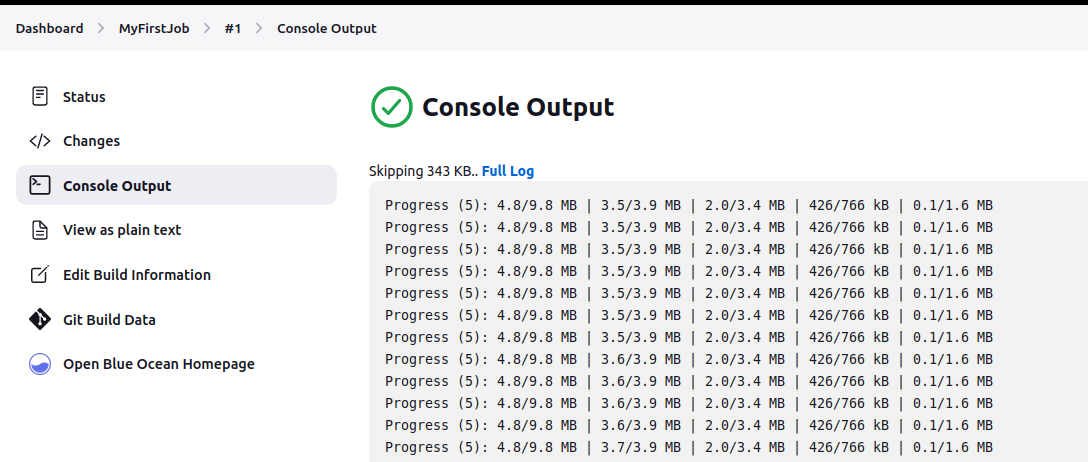 Dashboard > MyFirstJob > #1 > Console Output
Status
Changes
Console Output
View as plain text
Edit Build Information
Git Build Data
Open Blue Ocean Homepage
Console Output
Skipping 343 KB.. Full Log
Progress (5): 4.8/9.8 MB | 3.5/3.9 MB | 2.0/3.4 MB | 426/766 kB | 0.1/1.6 MB
Progress (5): 4.8/9.8 MB | 3.5/3.9 MB | 2.0/3.4 MB | 426/766 kB | 0.1/1.6 MB
Progress (5): 4.8/9.8 MB | 3.5/3.9 MB | 2.0/3.4 MB | 426/766 kB | 0.1/1.6 MB
Progress (5): 4.8/9.8 MB | 3.5/3.9 MB | 2.0/3.4 MB | 426/766 kB | 0.1/1.6 MB
Progress (5): 4.8/9.8 MB | 3.5/3.9 MB | 2.0/3.4 MB | 426/766 kB | 0.1/1.6 MB
Progress (5): 4.8/9.8 MB | 3.5/3.9 MB | 2.0/3.4 MB | 426/766 kB | 0.1/1.6 MB
Progress (5): 4.8/9.8 MB | 3.5/3.9 MB | 2.0/3.4 MB | 426/766 kB | 0.1/1.6 MB
Progress (5): 4.8/9.8 MB | 3.6/3.9 MB | 2.0/3.4 MB | 426/766 kB | 0.1/1.6 MB
Progress (5): 4.8/9.8 MB | 3.6/3.9 MB | 2.0/3.4 MB | 426/766 kB | 0.1/1.6 MB
Progress (5): 4.8/9.8 MB | 3.6/3.9 MB | 2.0/3.4 MB | 426/766 kB | 0.1/1.6 MB
Progress (5): 4.8/9.8 MB | 3.6/3.9 MB | 2.0/3.4 MB | 426/766 kB | 0.1/1.6 MB
Progress (5): 4.8/9.8 MB | 3.7/3.9 MB | 2.0/3.4 MB | 426/766 kB | 0.1/1.6 MB